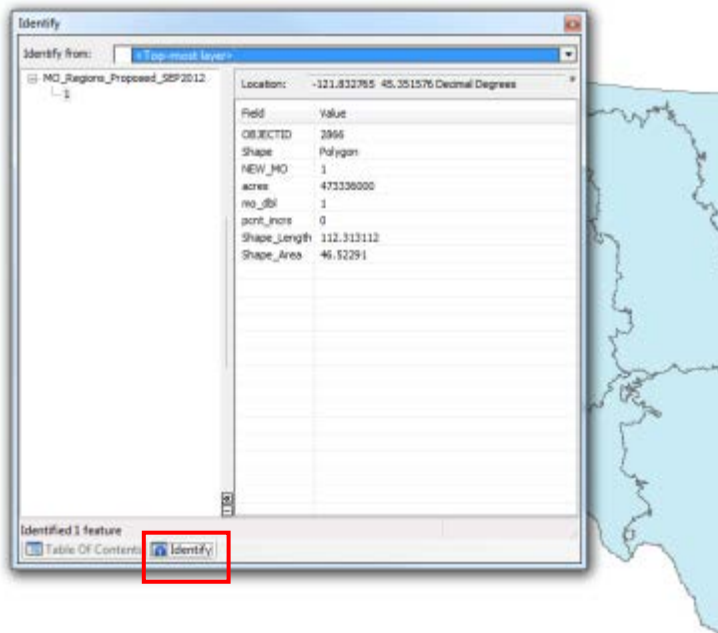 Identify
Identify from: <Top-most layer>
MO_Regions_Proposed_SEP2012
1
Location: -121.832765 45.351576 Decimal Degrees
Field Value
OBJECTID 2866
Shape Polygon
NEW_MO 1
acres 473336000
mo_dbl 1
pcnt_incrs 0
Shape_Length 112.313112
Shape_Area 46.52291
Identified 1 feature
Table Of Contents Identify